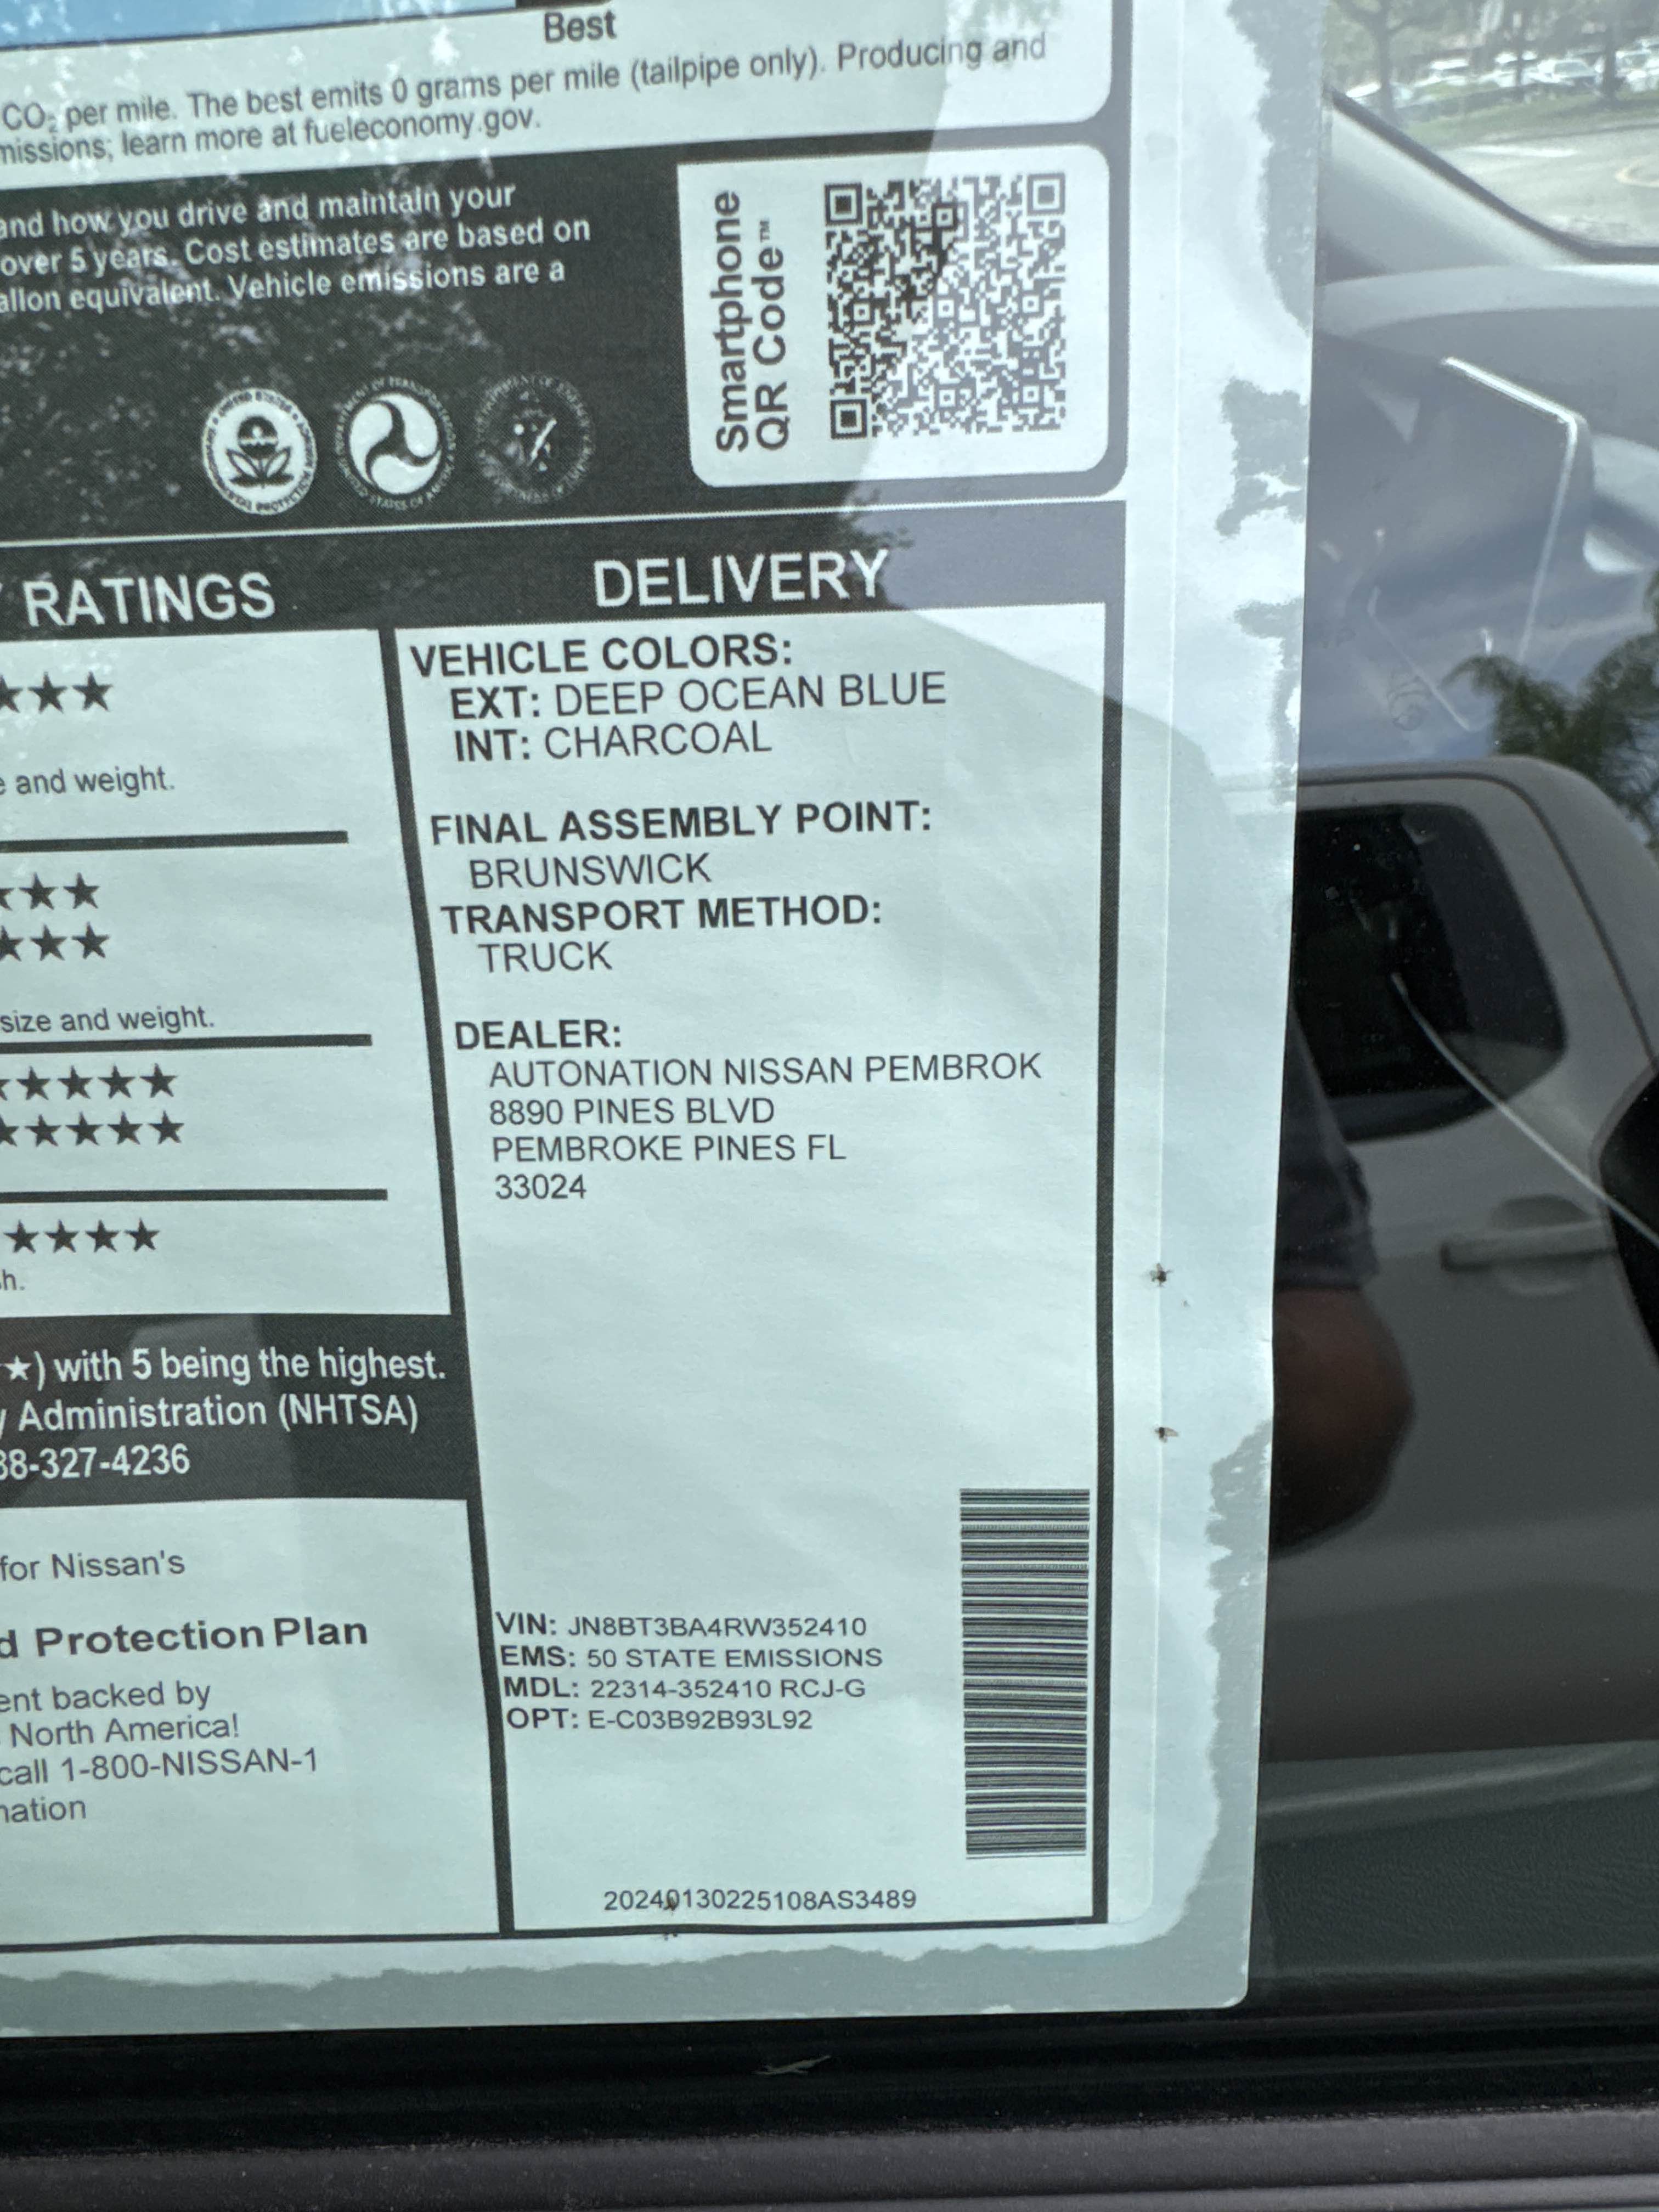 Best
CO₂ per mile. The best emits 0 grams per mile (tailpipe only). Producing and
missions; learn more at fueleconomy.gov.
and how you drive and maintain your
over 5 years. Cost estimates are based on
allon equivalent. Vehicle emissions are a
Smartphone
QR Code™
RATINGS
★★★
e and weight.
★★★
★★★
size and weight.
★★★★★
★★★★★
★★★★
h.
★) with 5 being the highest.
y Administration (NHTSA)
38-327-4236
for Nissan's
d Protection Plan
ent backed by
North America!
call 1-800-NISSAN-1
nation
DELIVERY
VEHICLE COLORS:
EXT: DEEP OCEAN BLUE
INT: CHARCOAL
FINAL ASSEMBLY POINT:
BRUNSWICK
TRANSPORT METHOD:
TRUCK
DEALER:
AUTONATION NISSAN PEMBROK
8890 PINES BLVD
PEMBROKE PINES FL
33024
VIN: JN8BT3BA4RW352410
EMS: 50 STATE EMISSIONS
MDL: 22314-352410 RCJ-G
OPT: E-C03B92B93L92
20240130225108AS3489